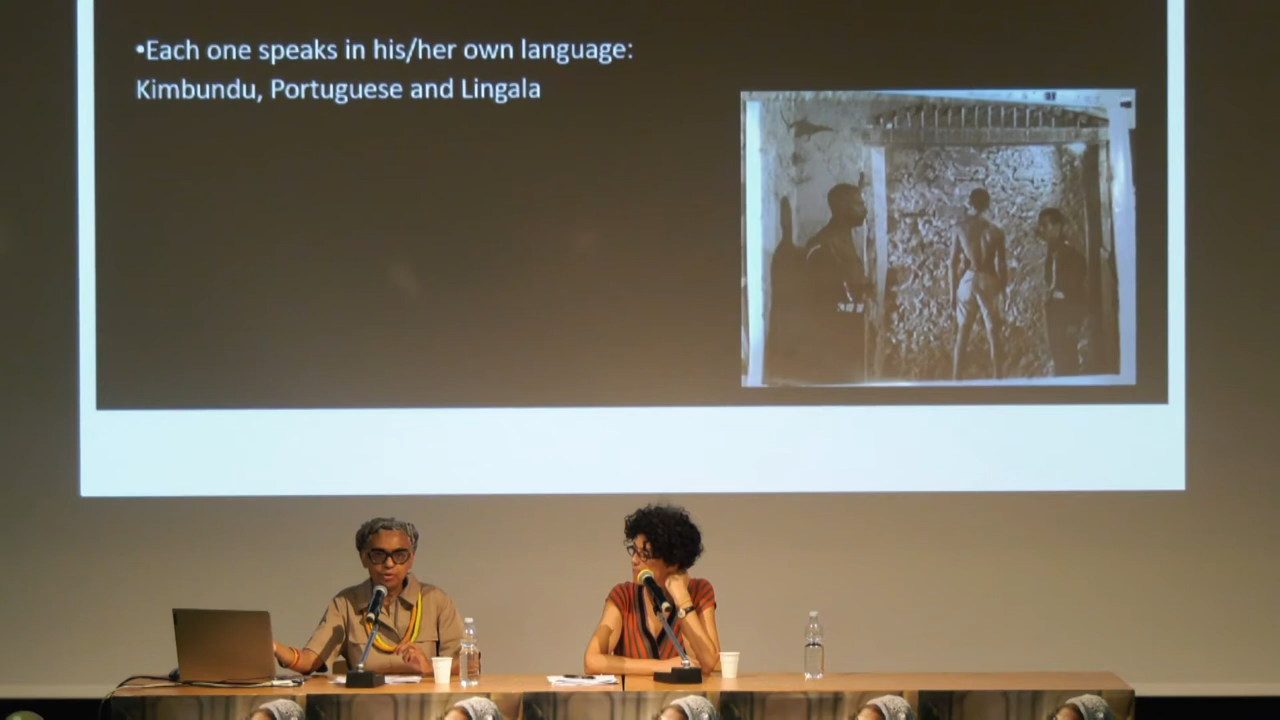 •Each one speaks in his/her own language:
Kimbundu, Portuguese and Lingala